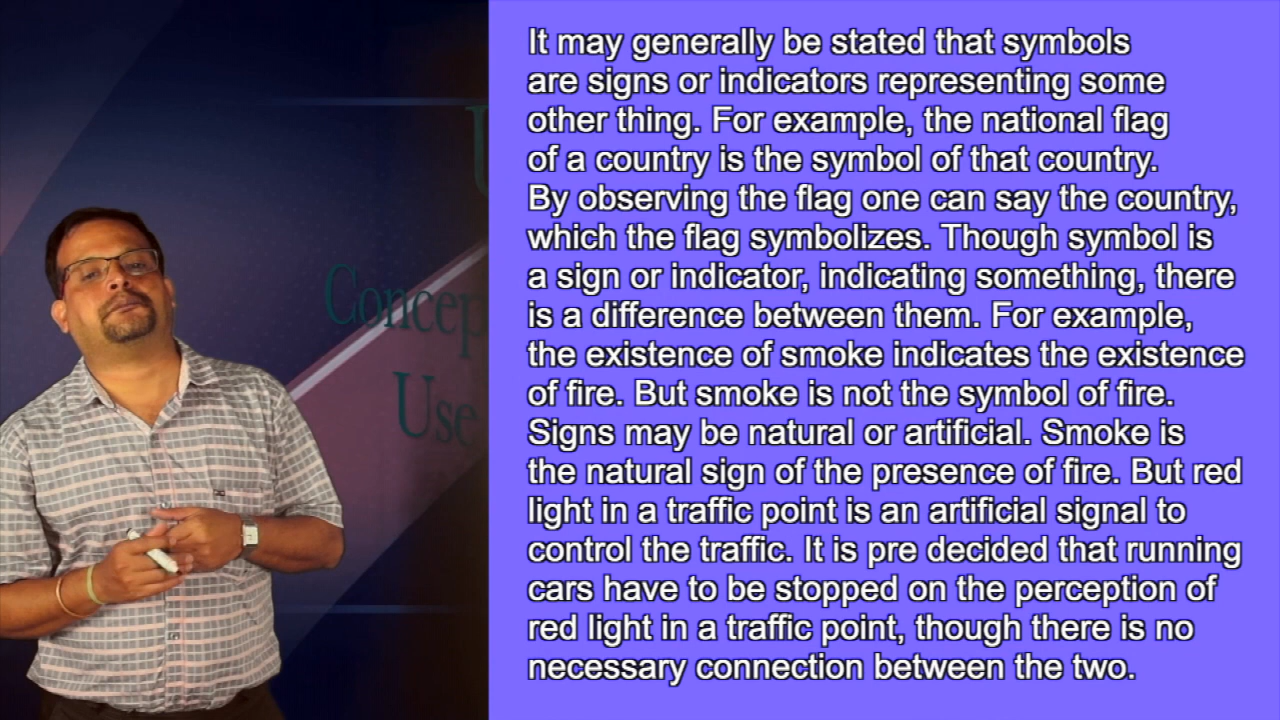 Concep
Use
It may generally be stated that symbols
are signs or indicators representing some
other thing. For example, the national flag
of a country is the symbol of that country.
By observing the flag one can say the country,
which the flag symbolizes. Though symbol is
a sign or indicator, indicating something, there
is a difference between them. For example,
the existence of smoke indicates the existence
of fire. But smoke is not the symbol of fire.
Signs may be natural or artificial. Smoke is
the natural sign of the presence of fire. But red
light in a traffic point is an artificial signal to
control the traffic. It is pre decided that running
cars have to be stopped on the perception of
red light in a traffic point, though there is no
necessary connection between the two.